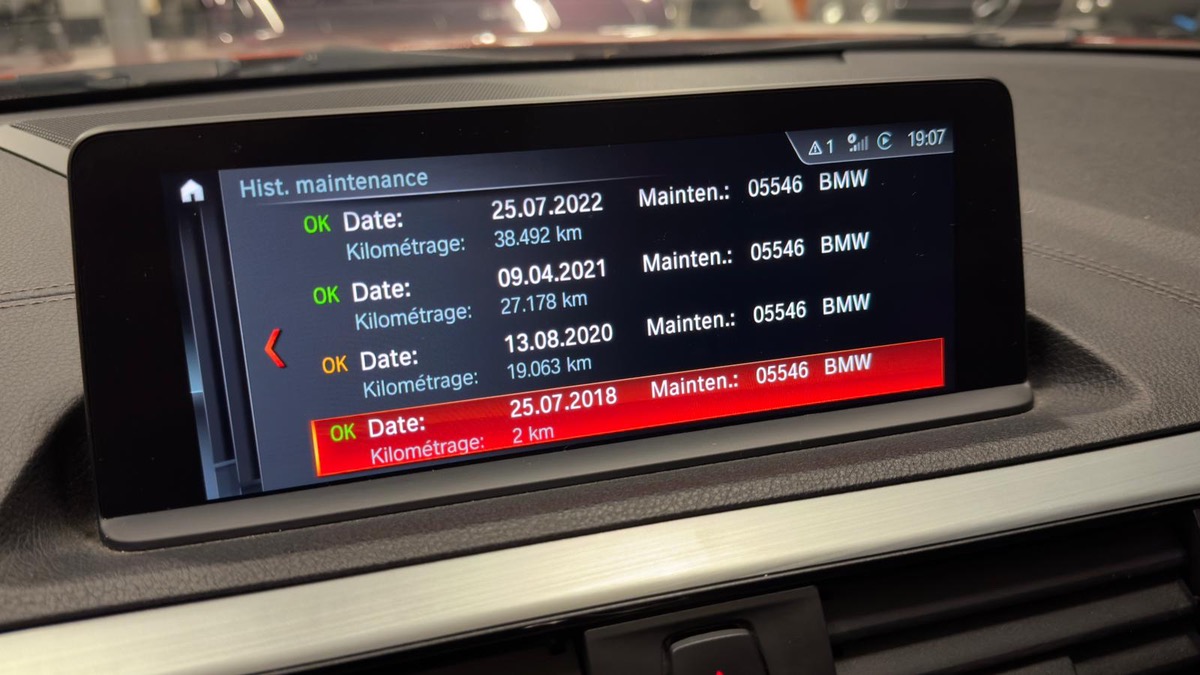 1 19:07
Hist. maintenance
OK Date: 25.07.2022 Mainten.: 05546 BMW
Kilométrage: 38.492 km
OK Date: 09.04.2021 Mainten.: 05546 BMW
Kilométrage: 27.178 km
OK Date: 13.08.2020 Mainten.: 05546 BMW
Kilométrage: 19.063 km
OK Date: 25.07.2018 Mainten.: 05546 BMW
Kilométrage: 2 km